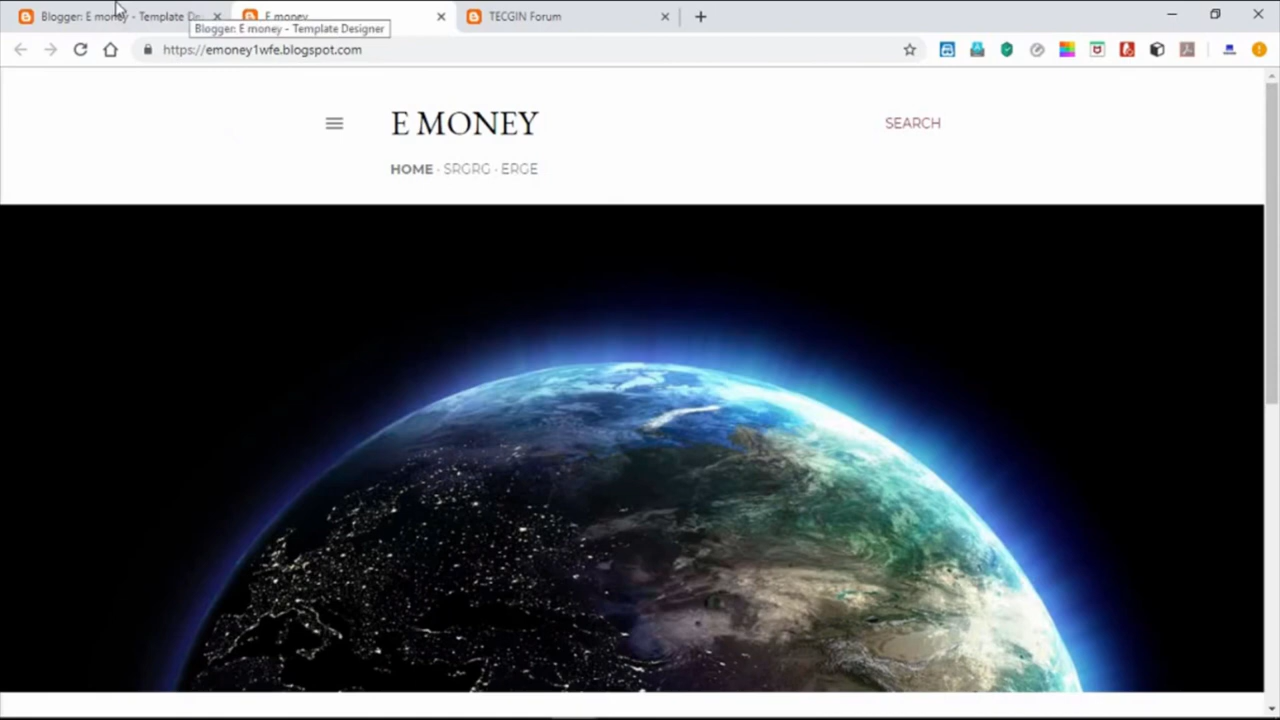 Blogger: E money - Template De
E money
TECGIN Forum
Blogger: E money - Template Designer
https://emoney1wfe.blogspot.com
E MONEY
SEARCH
HOME · SRGRG · ERGE